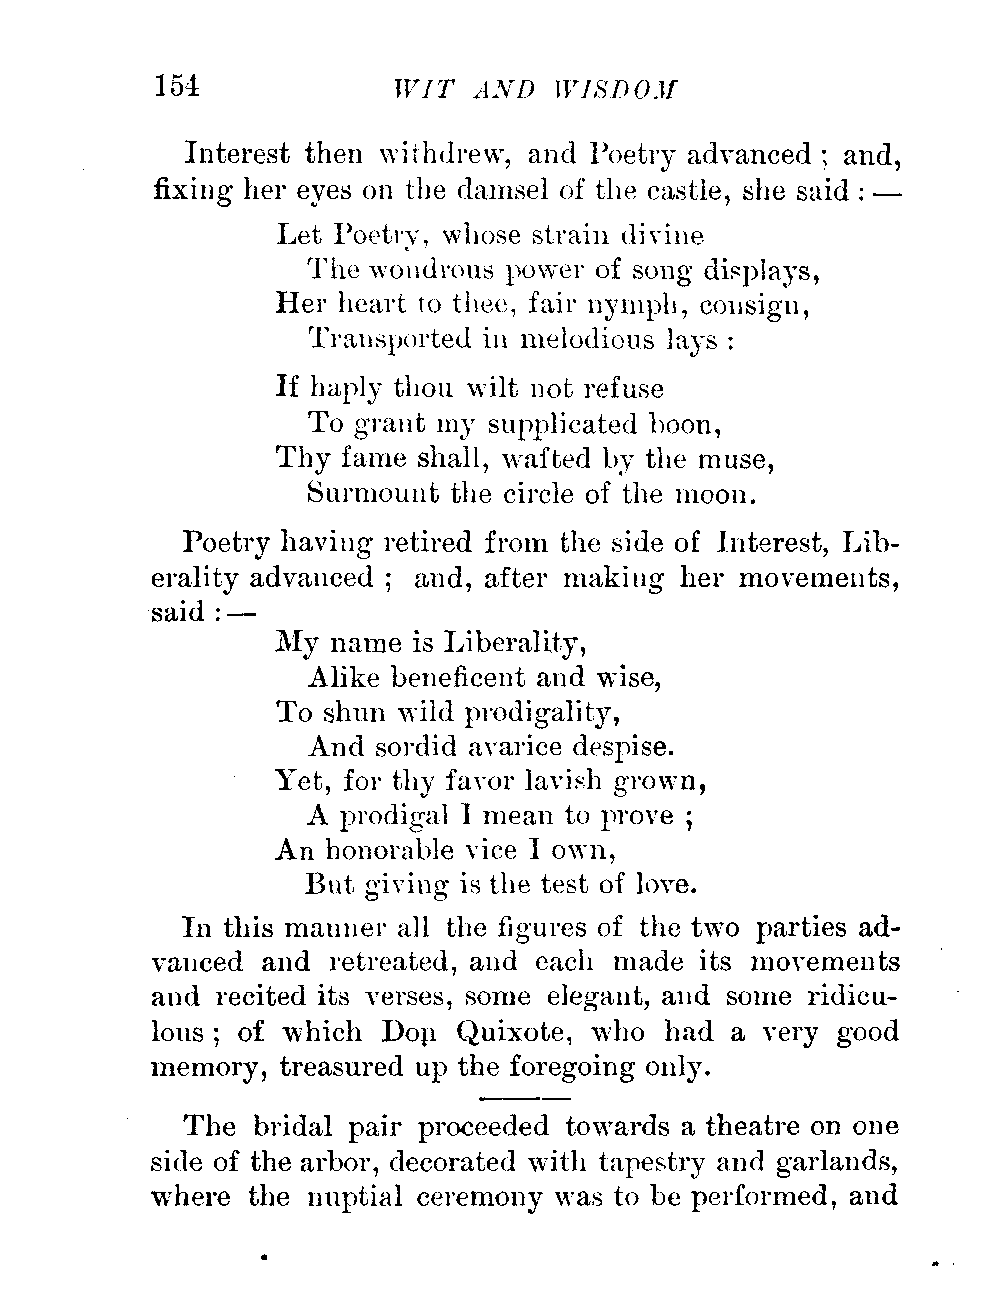 154 WIT AND WISDOM
Interest then withdrew, and Poetry advanced ; and,
fixing her eyes on the damsel of the castle, she said : —
Let Poetry, whose strain divine
The wondrous power of song displays,
Her heart to thee, fair nymph, consign,
Transported in melodious lays :
If haply thou wilt not refuse
To grant my supplicated boon,
Thy fame shall, wafted by the muse,
Surmount the circle of the moon.
Poetry having retired from the side of Interest, Lib-
erality advanced ; and, after making her movements,
said : —
My name is Liberality,
Alike beneficent and wise,
To shun wild prodigality,
And sordid avarice despise.
Yet, for thy favor lavish grown,
A prodigal I mean to prove ;
An honorable vice I own,
But giving is the test of love.
In this manner all the figures of the two parties ad-
vanced and retreated, and each made its movements
and recited its verses, some elegant, and some ridicu-
lous ; of which Don Quixote, who had a very good
memory, treasured up the foregoing only.
The bridal pair proceeded towards a theatre on one
side of the arbor, decorated with tapestry and garlands,
where the nuptial ceremony was to be performed, and